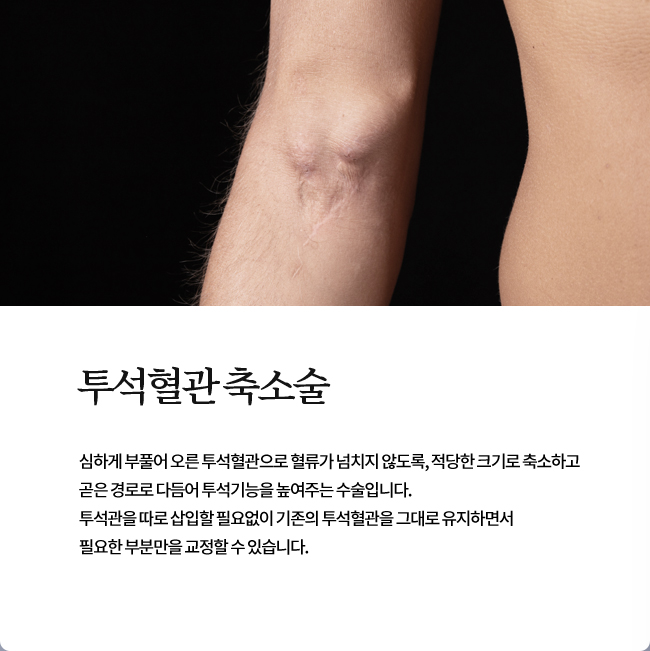 투석혈관 축소술
심하게 부풀어 오른 투석혈관으로 혈류가 넘치지 않도록, 적당한 크기로 축소하고
곧은 경로로 다듬어 투석기능을 높여주는 수술입니다.
투석관을 따로 삽입할 필요없이 기존의 투석혈관을 그대로 유지하면서
필요한 부분만을 교정할 수 있습니다.